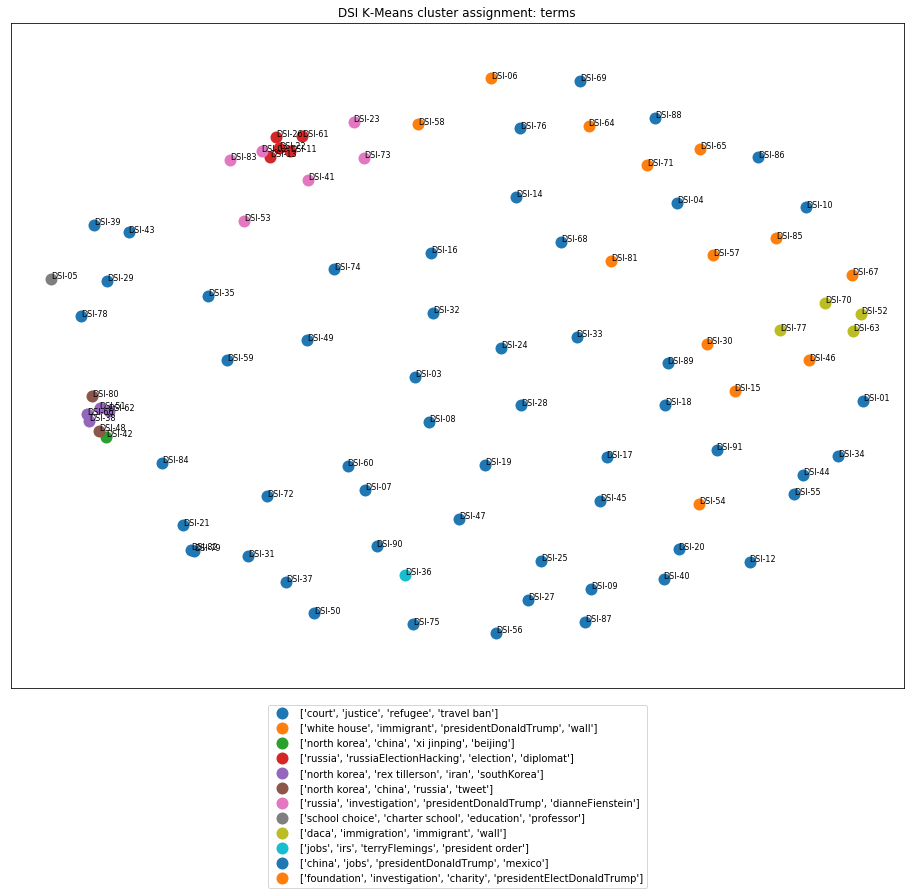 DSI K-Means cluster assignment: terms
DSI-06
DSI-69
DSI-88
DSI-23
DSI-58
DSI-76
DSI-64
DSI-26
DSI-61
DSI-65
DSI-11
DSI-13
DSI-83
DSI-73
DSI-86
DSI-71
DSI-41
DSI-14
DSI-04
DSI-10
DSI-53
DSI-39
DSI-43
DSI-68
DSI-85
DSI-16
DSI-57
DSI-81
DSI-74
DSI-67
DSI-05
DSI-29
DSI-35
DSI-70
DSI-78
DSI-32
DSI-52
DSI-77
DSI-63
DSI-49
DSI-33
DSI-24
DSI-30
DSI-59
DSI-89
DSI-46
DSI-03
DSI-15
DSI-80
DSI-01
DSI-51
DSI-62
DSI-28
DSI-18
DSI-38
DSI-08
DSI-48
DSI-42
DSI-91
DSI-17
DSI-34
DSI-84
DSI-60
DSI-19
DSI-44
DSI-07
DSI-72
DSI-55
DSI-45
DSI-54
DSI-47
DSI-21
DSI-90
DSI-20
DSI-31
DSI-25
DSI-12
DSI-36
DSI-40
DSI-37
DSI-09
DSI-27
DSI-50
DSI-75
DSI-87
DSI-56
['court', 'justice', 'refugee', 'travel ban']
['white house', 'immigrant', 'presidentDonaldTrump', 'wall']
['north korea', 'china', 'xi jinping', 'beijing']
['russia', 'russiaElectionHacking', 'election', 'diplomat']
['north korea', 'rex tillerson', 'iran', 'southKorea']
['north korea', 'china', 'russia', 'tweet']
['russia', 'investigation', 'presidentDonaldTrump', 'dianneFienstein']
['school choice', 'charter school', 'education', 'professor']
['daca', 'immigration', 'immigrant', 'wall']
['jobs', 'irs', 'terryFlemings', 'president order']
['china', 'jobs', 'presidentDonaldTrump', 'mexico']
['foundation', 'investigation', 'charity', 'presidentElectDonaldTrump']